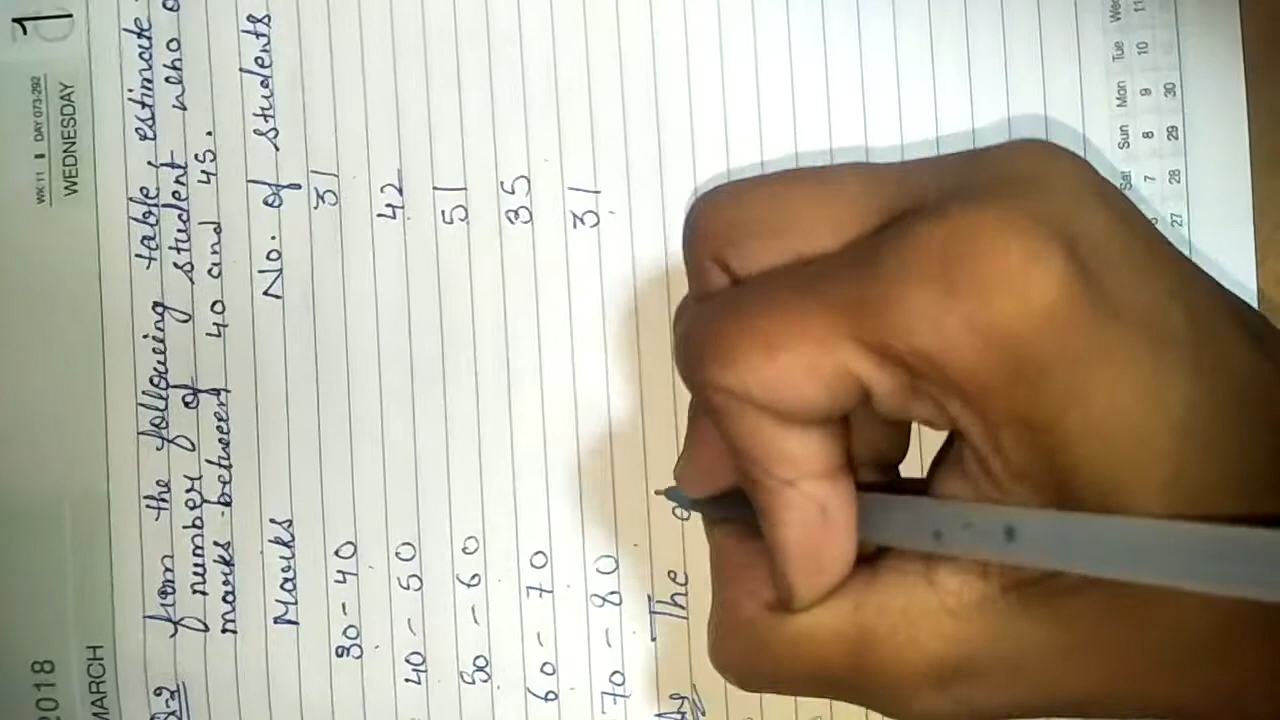 2018
MARCH
WK 11 DAY 073-292
WEDNESDAY
Q-2 from the following table, estimate
number of student who
marks between 40 and 45.
Marks No. of students
30-40 31
40-50 42
50-60 51
60-70 35
70-80 31
The
Sat Sun Mon Tue Wed
7 8 9 10 11
27 28 29 30